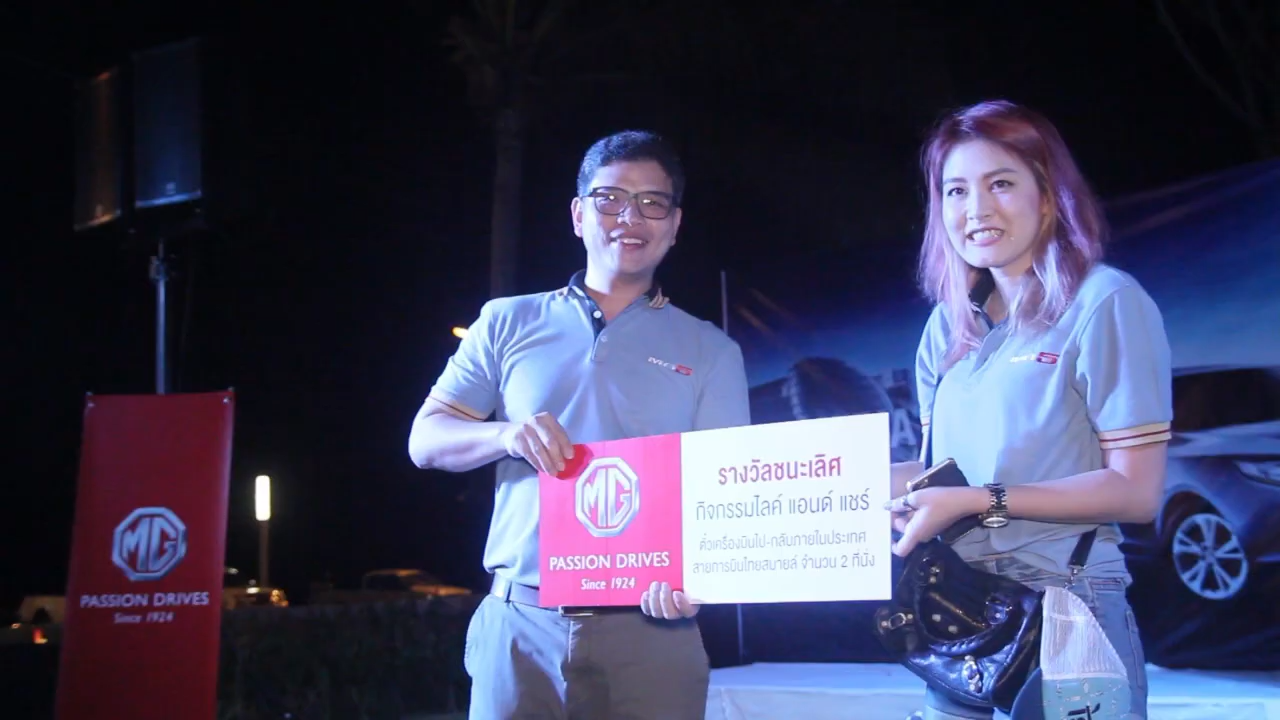 MG
PASSION DRIVES
Since 1924
MG5
MG
PASSION DRIVES
Since 1924
รางวัลชนะเลิศ
กิจกรรมไลค์ แอนด์ แชร์
ตั๋วเครื่องบินไป-กลับภายในประเทศ
สายการบินไทยสมายล์ จำนวน 2 ที่นั่ง
MG5